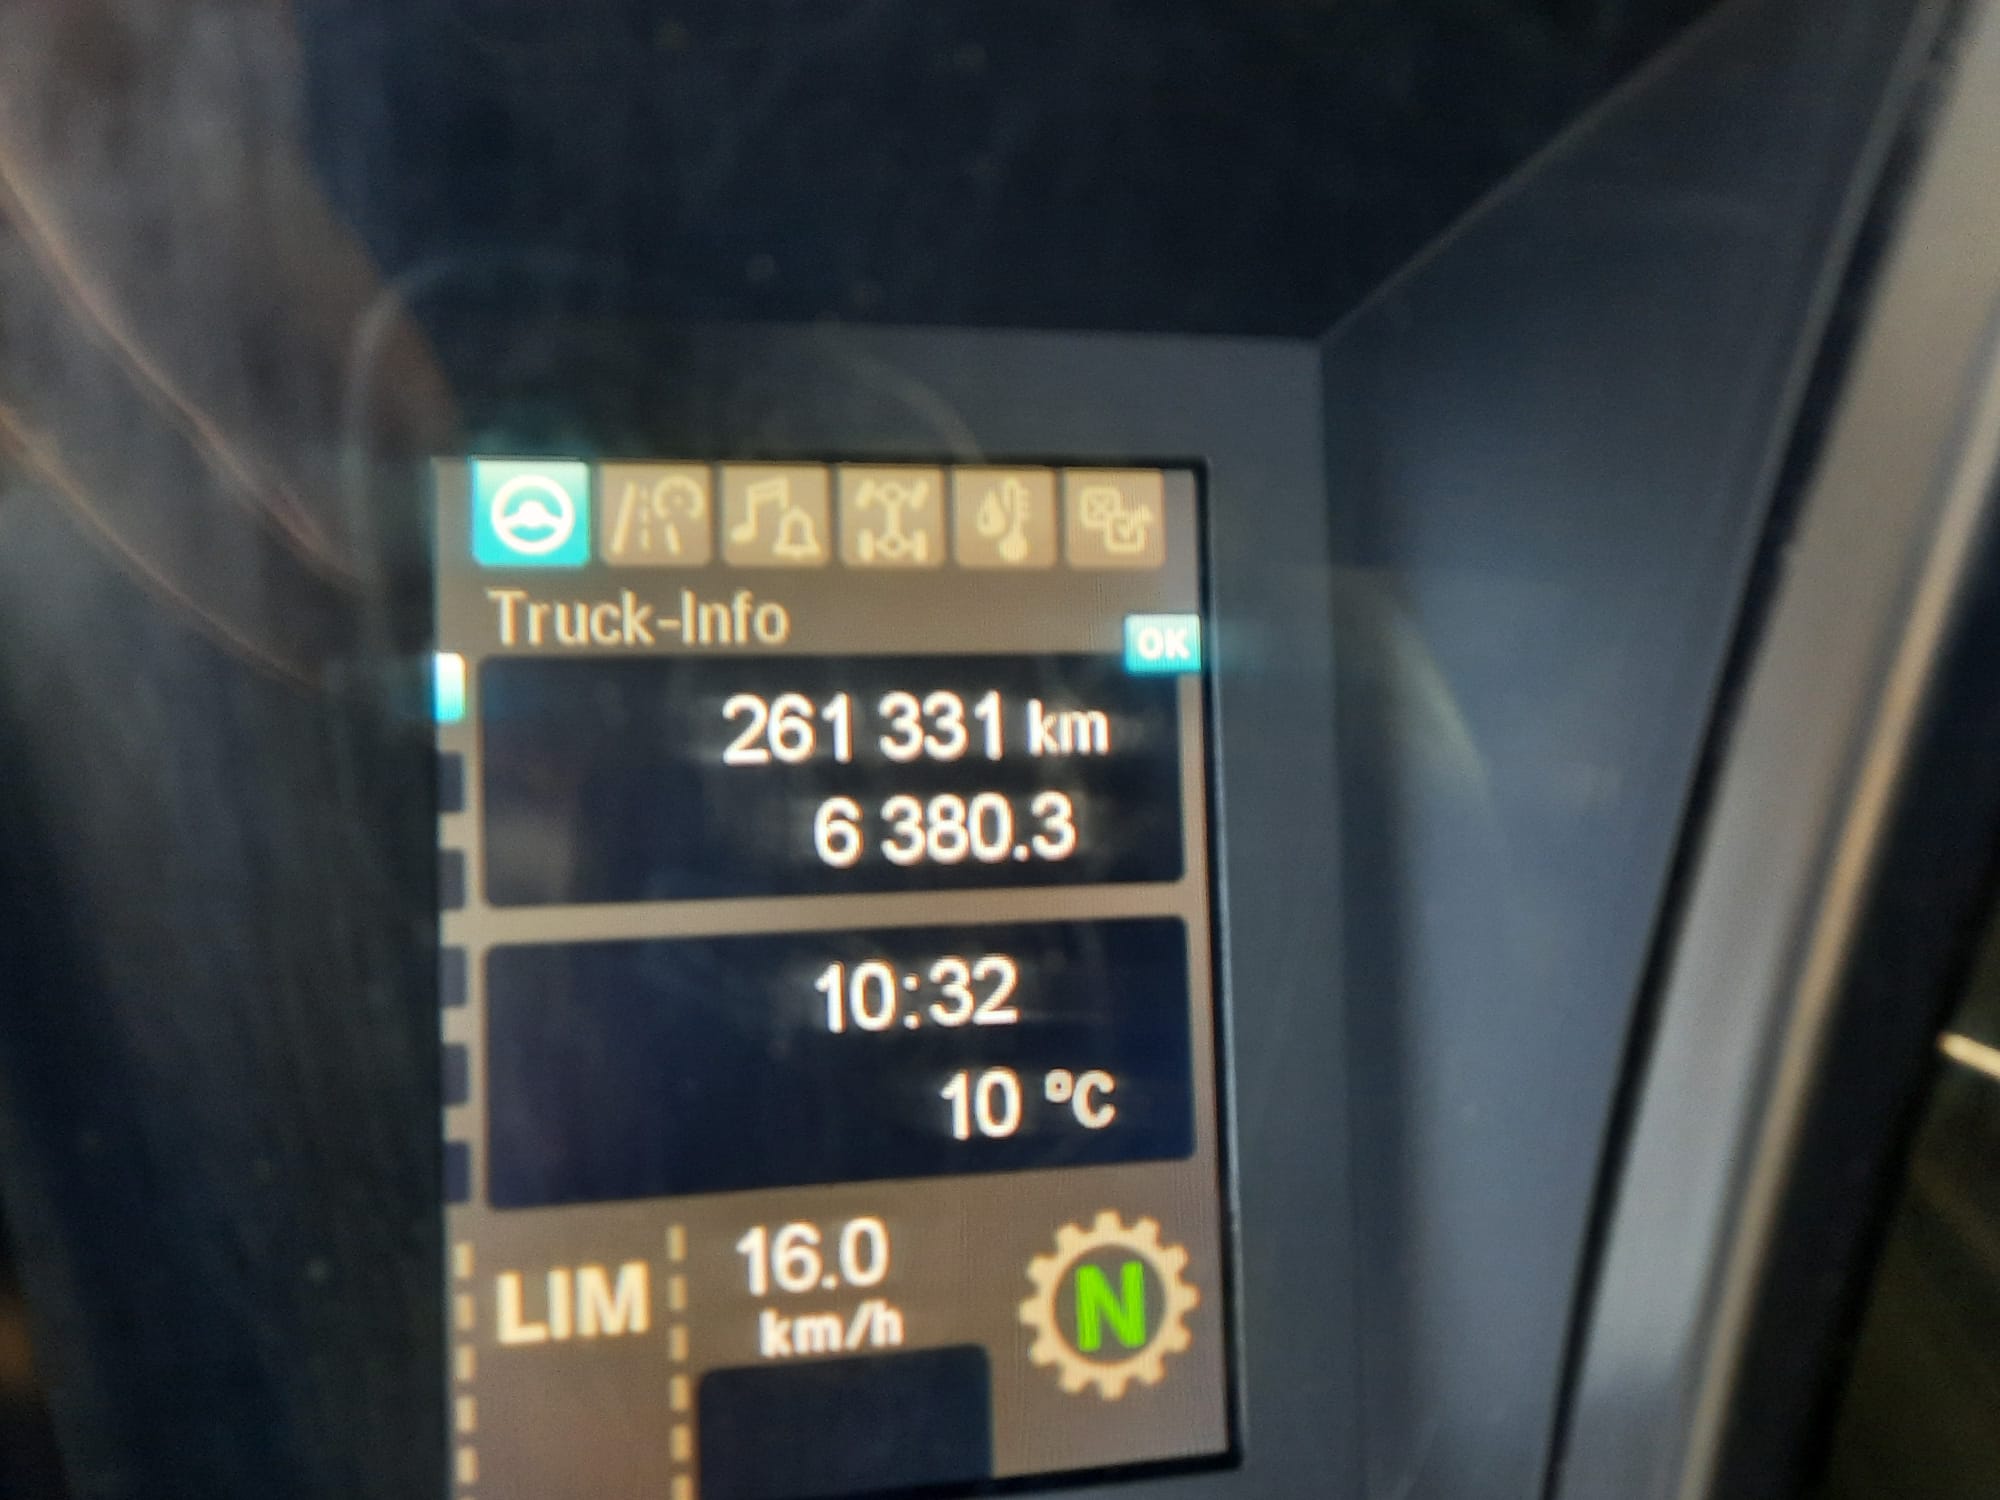 Truck-Info
OK
261 331 km
6 380.3
10:32
10 °C
LIM
16.0
km/h
N